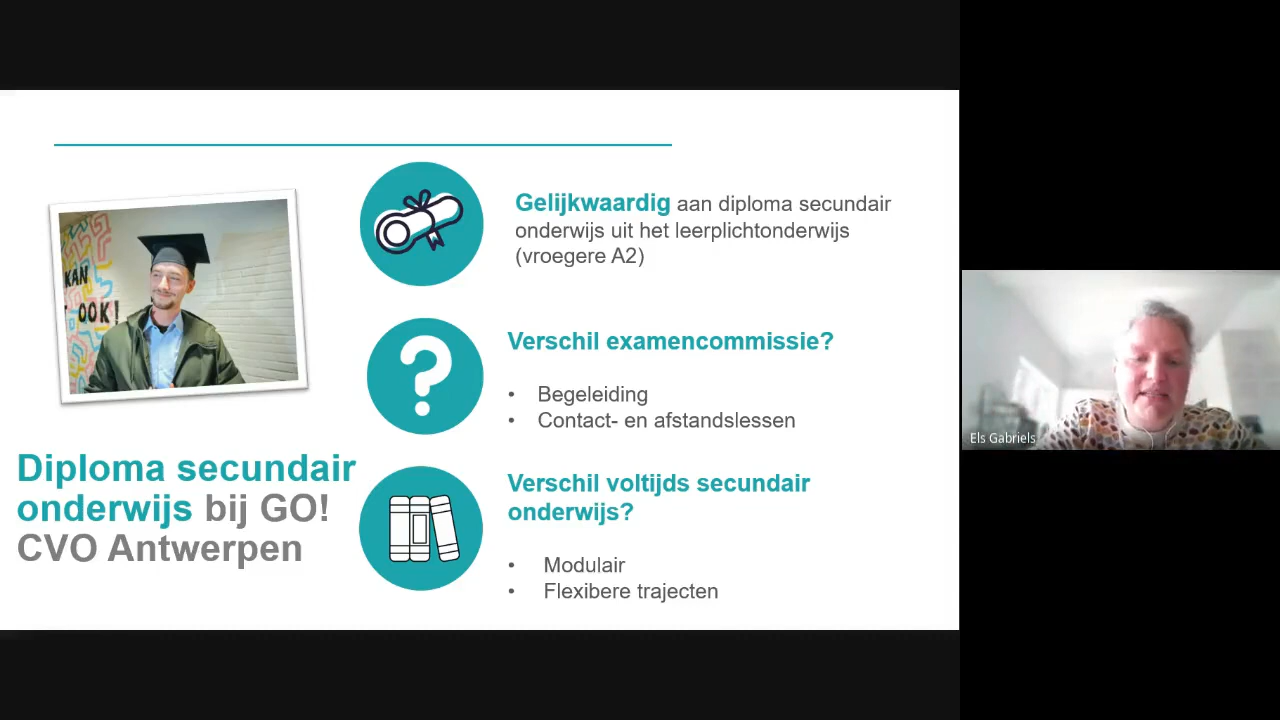 KAN
OOK!
Diploma secundair
onderwijs bij GO!
CVO Antwerpen
Gelijkwaardig aan diploma secundair
onderwijs uit het leerplichtonderwijs
(vroegere A2)
Verschil examencommissie?
• Begeleiding
• Contact- en afstandslessen
Verschil voltijds secundair
onderwijs?
• Modulair
• Flexibere trajecten
Els Gabriels